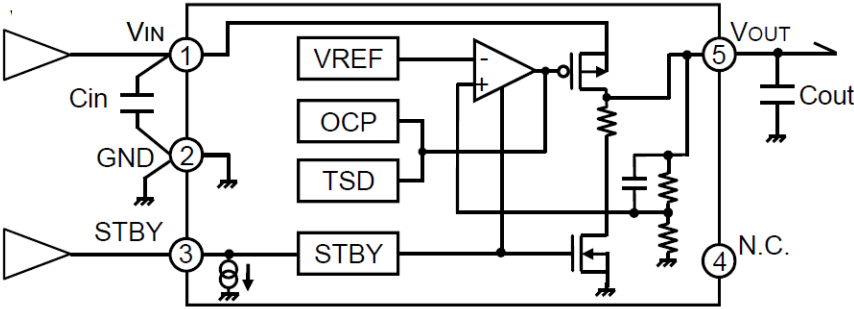 VIN
1
Cin
GND
2
STBY
3
VREF
-
+
OCP
TSD
STBY
VOUT
5
Cout
N.C.
4